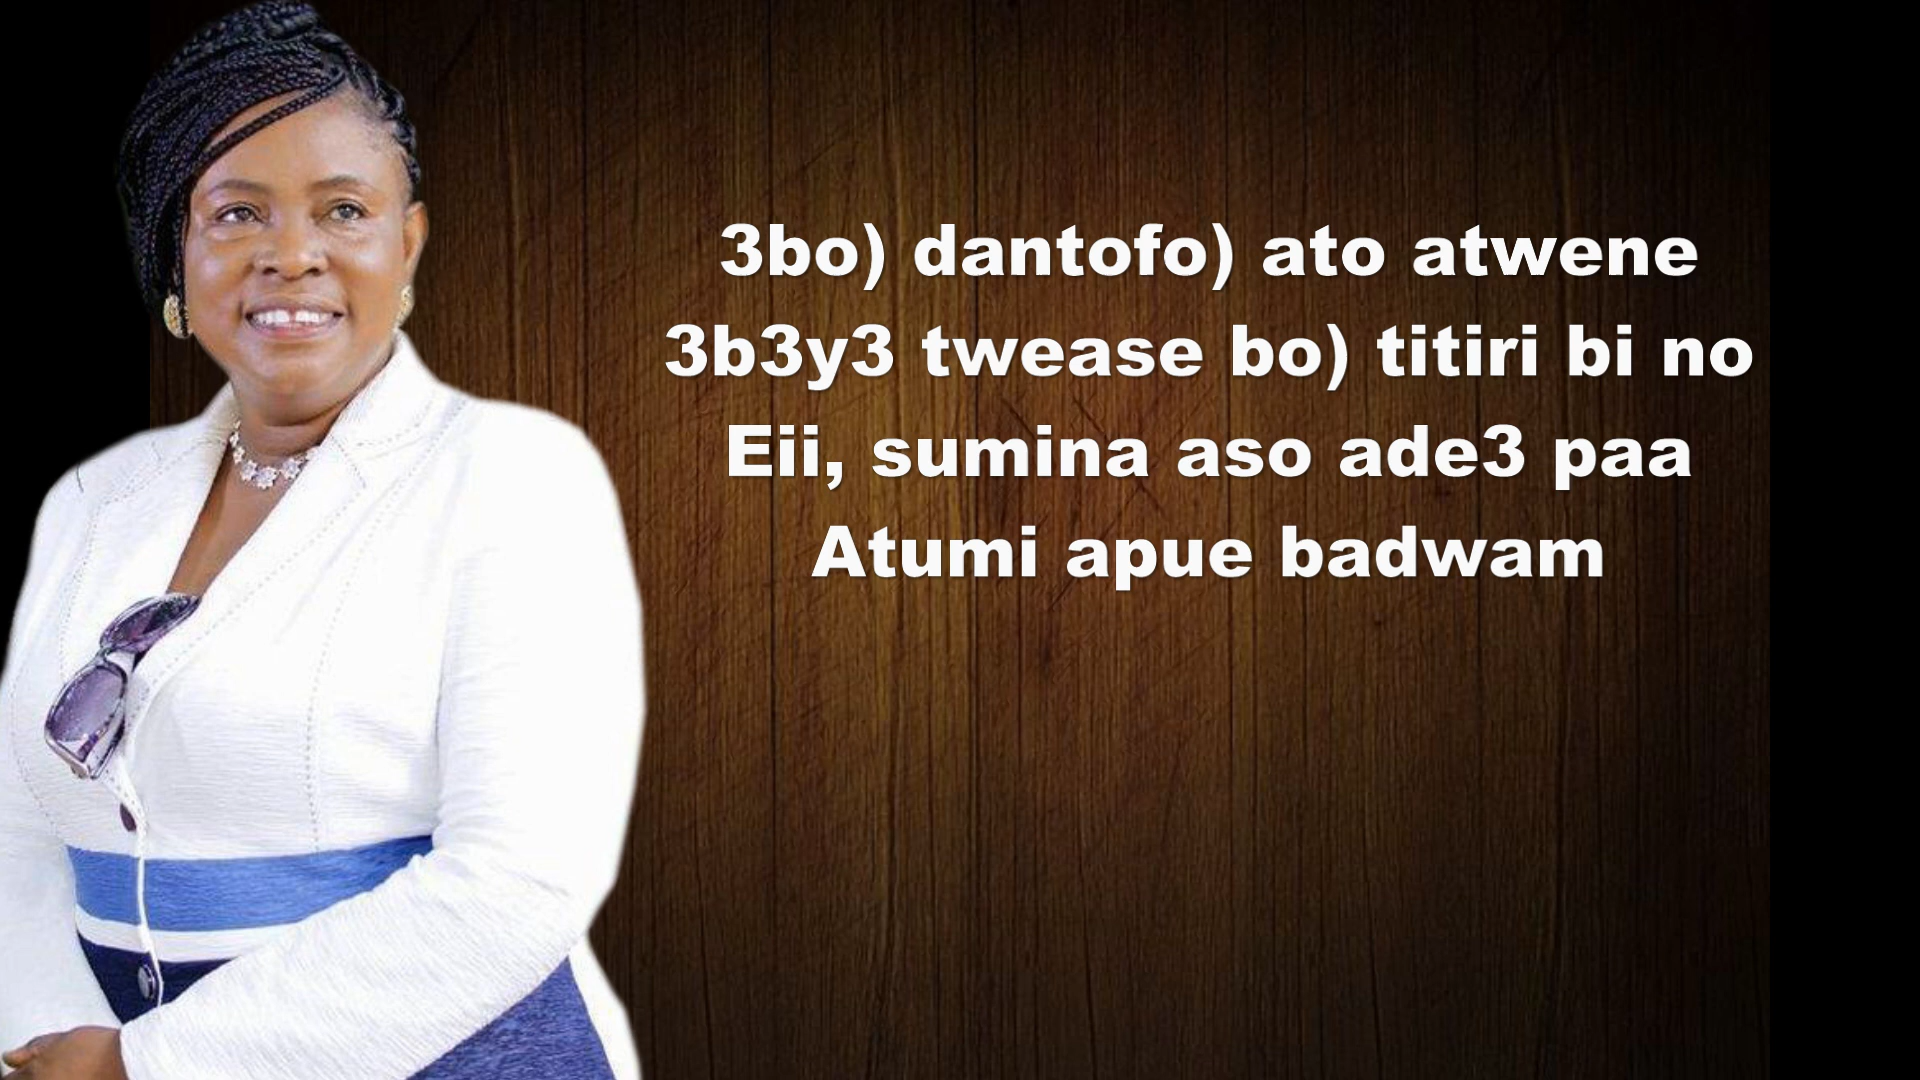 3bo) dantofo) ato atwene
3b3y3 twease bo) titiri bi no
Eii, sumina aso ade3 paa
Atumi apue badwam